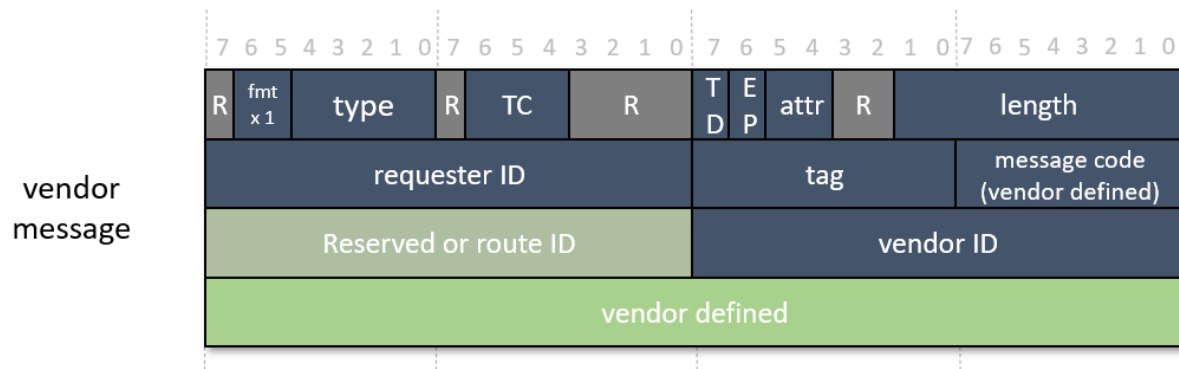 7 6 5 4 3 2 1 0 7 6 5 4 3 2 1 0 7 6 5 4 3 2 1 0 7 6 5 4 3 2 1 0
R fmt x 1 type R TC R TD EP attr R length
vendor message
requester ID tag message code (vendor defined)
Reserved or route ID vendor ID
vendor defined